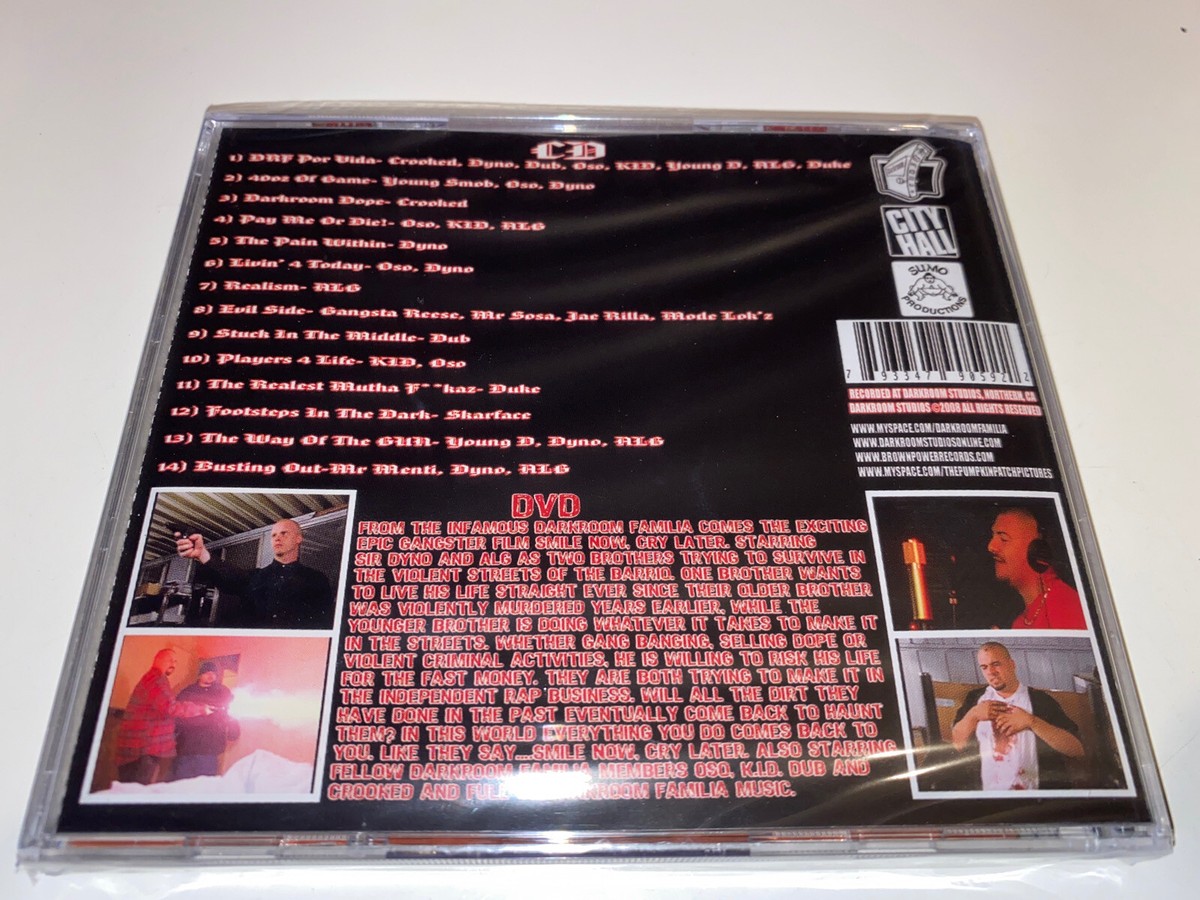 CD
1) DRF Por Vida- Crooked, Dyno, Dub, Oso, KID, Young D, ALG, Duke
2) 40oz Of Game- Young Smob, Oso, Dyno
3) Darkroom Dope- Crooked
4) Pay Me Or Die!- Oso, KID, ALG
5) The Pain Within- Dyno
6) Livin' 4 Today- Oso, Dyno
7) Realism- ALG
8) Evil Side- Gangsta Reese, Mr Sosa, Jae Rilla, Mode Lok'z
9) Stuck In The Middle- Dub
10) Players 4 Life- KID, Oso
11) The Realest Mutha F**kaz- Duke
12) Footsteps In The Dark- Skarface
13) The Way Of The GUN- Young D, Dyno, ALG
14) Busting Out-Mr Menti, Dyno, ALG
CITY
HALL
SUMO
PRODUCTIONS
7 93347 90592 2
RECORDED AT DARKROOM STUDIOS, NORTHERN, CA
DARKROOM STUDIOS ©2008 ALL RIGHTS RESERVED
WWW.MYSPACE.COM/DARKROOMFAMILIA
WWW.DARKROOMSTUDIOSONLINE.COM
WWW.BROWNPOWERRECORDS.COM
WWW.MYSPACE.COM/THEPUMPKINPATCHPICTURES
DVD
FROM THE INFAMOUS DARKROOM FAMILIA COMES THE EXCITING
EPIC GANGSTER FILM SMILE NOW, CRY LATER. STARRING
SIR DYNO AND ALG AS TWO BROTHERS TRYING TO SURVIVE IN
THE VIOLENT STREETS OF THE BARRIO. ONE BROTHER WANTS
TO LIVE HIS LIFE STRAIGHT EVER SINCE THEIR OLDER BROTHER
WAS VIOLENTLY MURDERED YEARS EARLIER, WHILE THE
YOUNGER BROTHER IS DOING WHATEVER IT TAKES TO MAKE IT
IN THE STREETS. WHETHER GANG BANGING, SELLING DOPE OR
VIOLENT CRIMINAL ACTIVITIES, HE IS WILLING TO RISK HIS LIFE
FOR THE FAST MONEY. THEY ARE BOTH TRYING TO MAKE IT IN
THE INDEPENDENT RAP BUSINESS. WILL ALL THE DIRT THEY
HAVE DONE IN THE PAST EVENTUALLY COME BACK TO HAUNT
THEM? IN THIS WORLD EVERYTHING YOU DO COMES BACK TO
YOU. LIKE THEY SAY....SMILE NOW, CRY LATER. ALSO STARRING
FELLOW DARKROOM FAMILIA MEMBERS OSO, K.I.D. DUB AND
CROOKED AND FULL DARKROOM FAMILIA MUSIC.